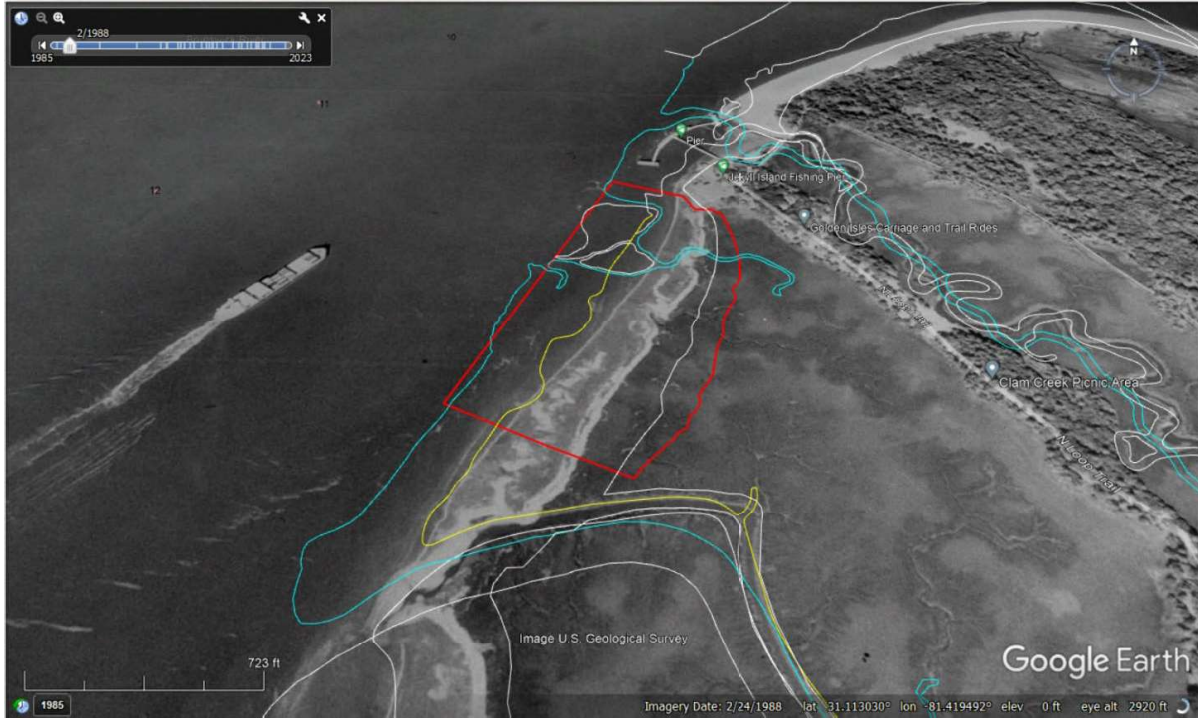 2/1988
1985
2023
N
Pier
Jekyll Island Fishing Pier
Golden Isles Carriage and Trail Rides
Clam Creek Picnic Area
N Loop Trail
Image U.S. Geological Survey
Google Earth
723 ft
1985
Imagery Date: 2/24/1988 lat 31.113030° lon -81.419492° elev 0 ft eye alt 2920 ft
10
11
12